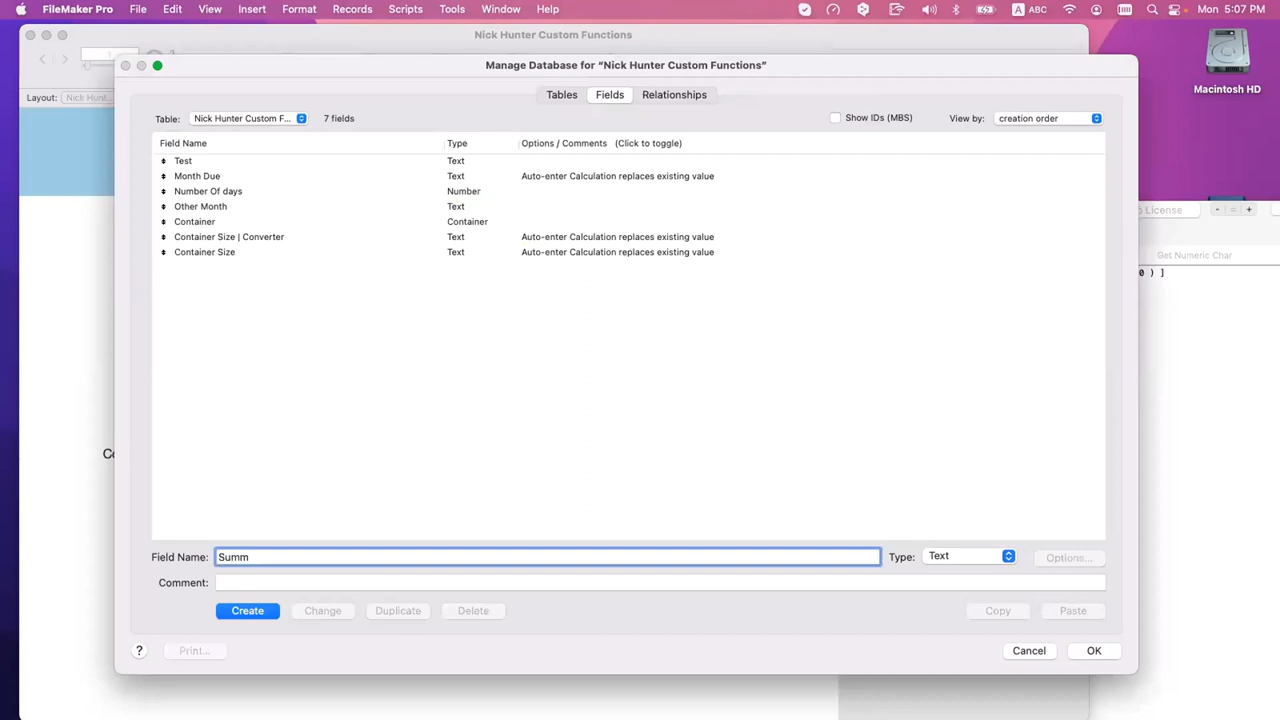 FileMaker Pro File Edit View Insert Format Records Scripts Tools Window Help A ABC Mon. 5:07 PM
Nick Hunter Custom Functions
Manage Database for “Nick Hunter Custom Functions”
Macintosh HD
Layout: Nick Hunt...
Tables Fields Relationships
Table: Nick Hunter Custom F... 7 fields Show IDs (MBS) View by: creation order
Field Name Type Options / Comments (Click to toggle)
Test Text
Month Due Text Auto-enter Calculation replaces existing value
Number Of days Number
Other Month Text
Container Container
Container Size | Converter Text Auto-enter Calculation replaces existing value
Container Size Text Auto-enter Calculation replaces existing value
License - = +
Get Numeric Char
0 ) ]
Field Name: Summ Type: Text Options...
Comment:
Create Change Duplicate Delete Copy Paste
? Print... Cancel OK